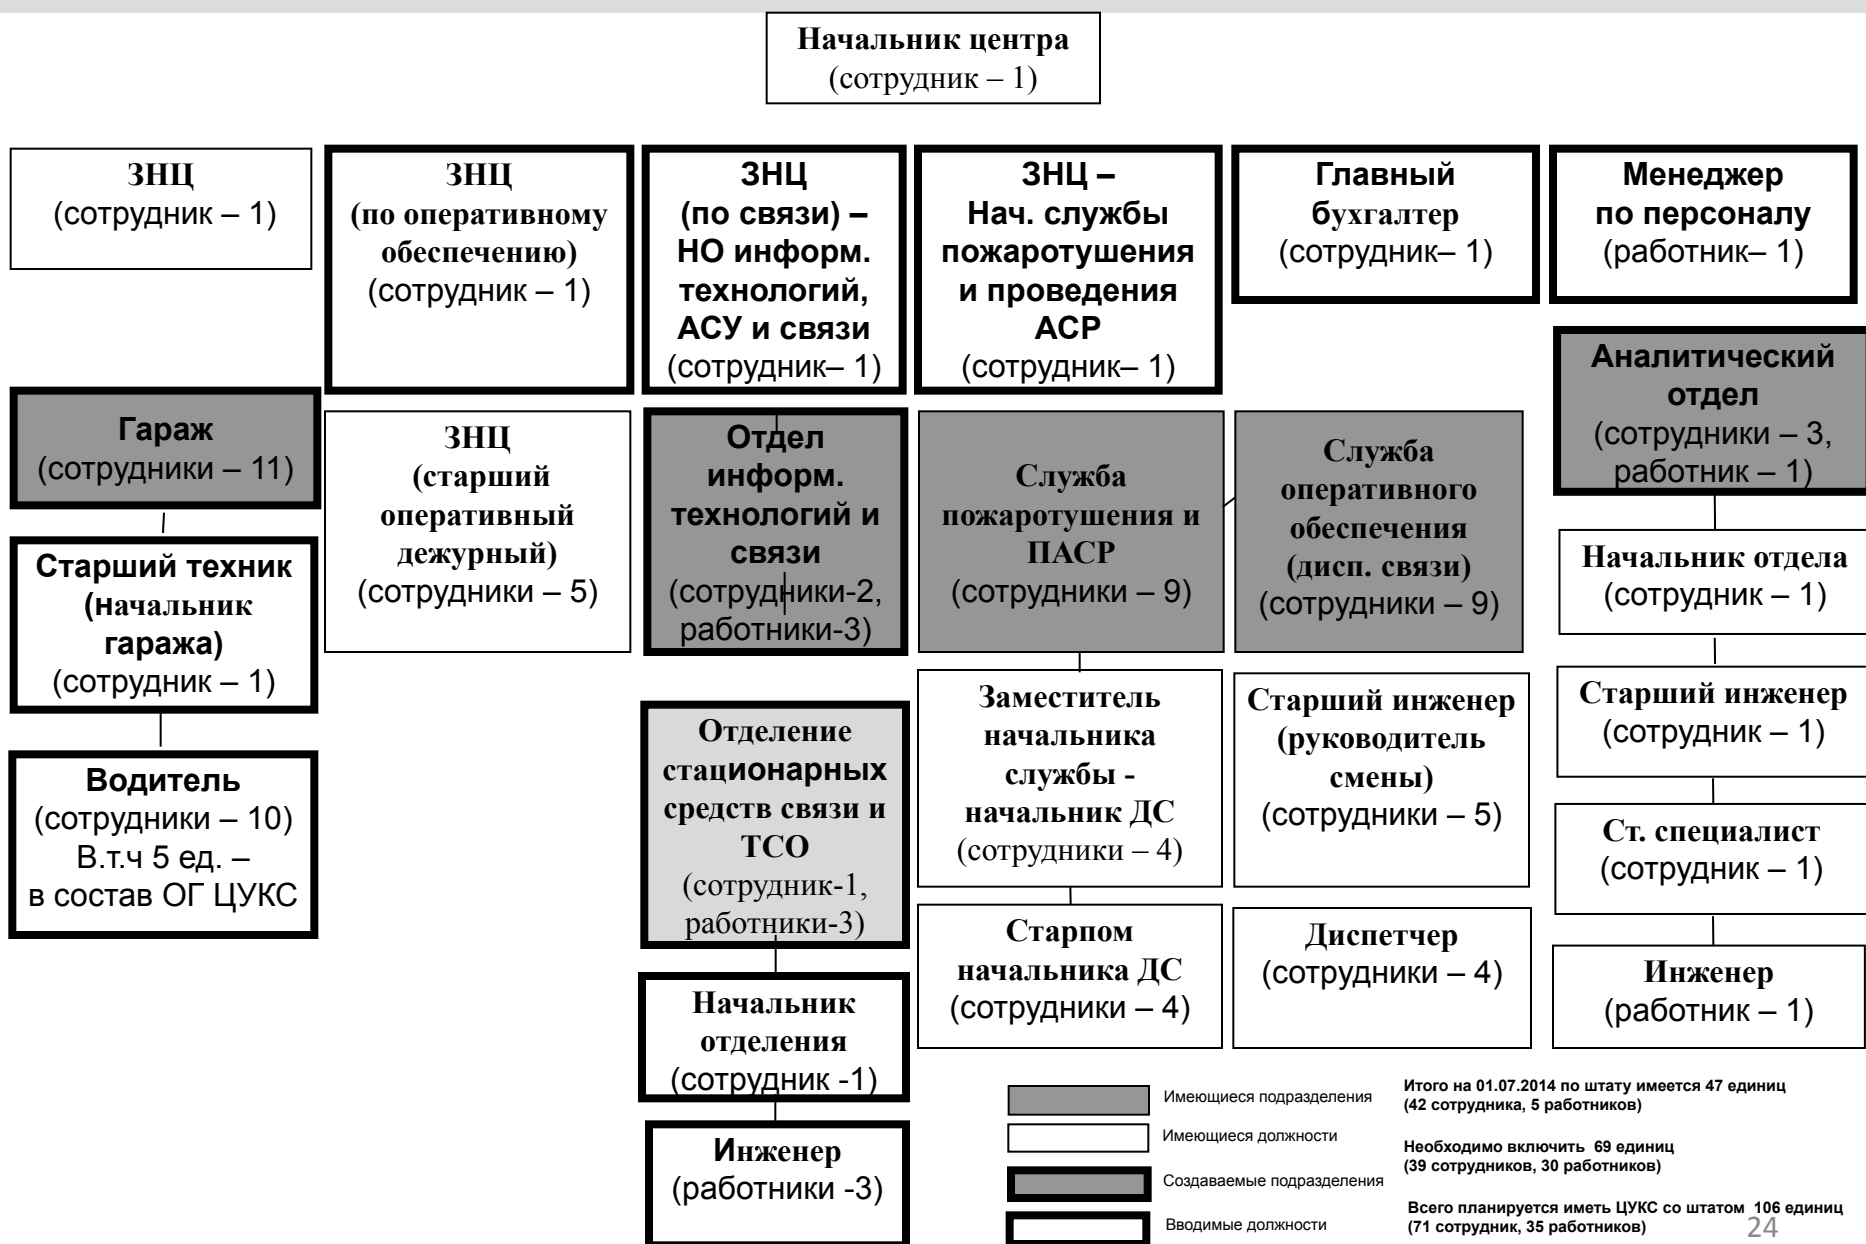 Начальник центра
(сотрудник – 1)
ЗНЦ
(сотрудник – 1)
ЗНЦ
(по оперативному
обеспечению)
(сотрудник – 1)
ЗНЦ
(по связи) –
НО информ.
технологий,
АСУ и связи
(сотрудник– 1)
ЗНЦ –
Нач. службы
пожаротушения
и проведения
АСР
(сотрудник– 1)
Главный
бухгалтер
(сотрудник– 1)
Менеджер
по персоналу
(работник– 1)
Гараж
(сотрудники – 11)
Старший техник
(начальник
гаража)
(сотрудник – 1)
Водитель
(сотрудники – 10)
В.т.ч 5 ед. –
в состав ОГ ЦУКС
ЗНЦ
(старший
оперативный
дежурный)
(сотрудники – 5)
Отдел
информ.
технологий и
связи
(сотрудники-2,
работники-3)
Отделение
стационарных
средств связи и
ТСО
(сотрудник-1,
работники-3)
Начальник
отделения
(сотрудник -1)
Инженер
(работники -3)
Служба
пожаротушения и
ПАСР
(сотрудники – 9)
Заместитель
начальника
службы -
начальник ДС
(сотрудники – 4)
Старпом
начальника ДС
(сотрудники – 4)
Служба
оперативного
обеспечения
(дисп. связи)
(сотрудники – 9)
Старший инженер
(руководитель
смены)
(сотрудники – 5)
Диспетчер
(сотрудники – 4)
Аналитический
отдел
(сотрудники – 3,
работник – 1)
Начальник отдела
(сотрудник – 1)
Старший инженер
(сотрудник – 1)
Ст. специалист
(сотрудник – 1)
Инженер
(работник – 1)
Имеющиеся подразделения
Имеющиеся должности
Создаваемые подразделения
Вводимые должности
Итого на 01.07.2014 по штату имеется 47 единиц
(42 сотрудника, 5 работников)
Необходимо включить 69 единиц
(39 сотрудников, 30 работников)
Всего планируется иметь ЦУКС со штатом 106 единиц
(71 сотрудник, 35 работников)
24